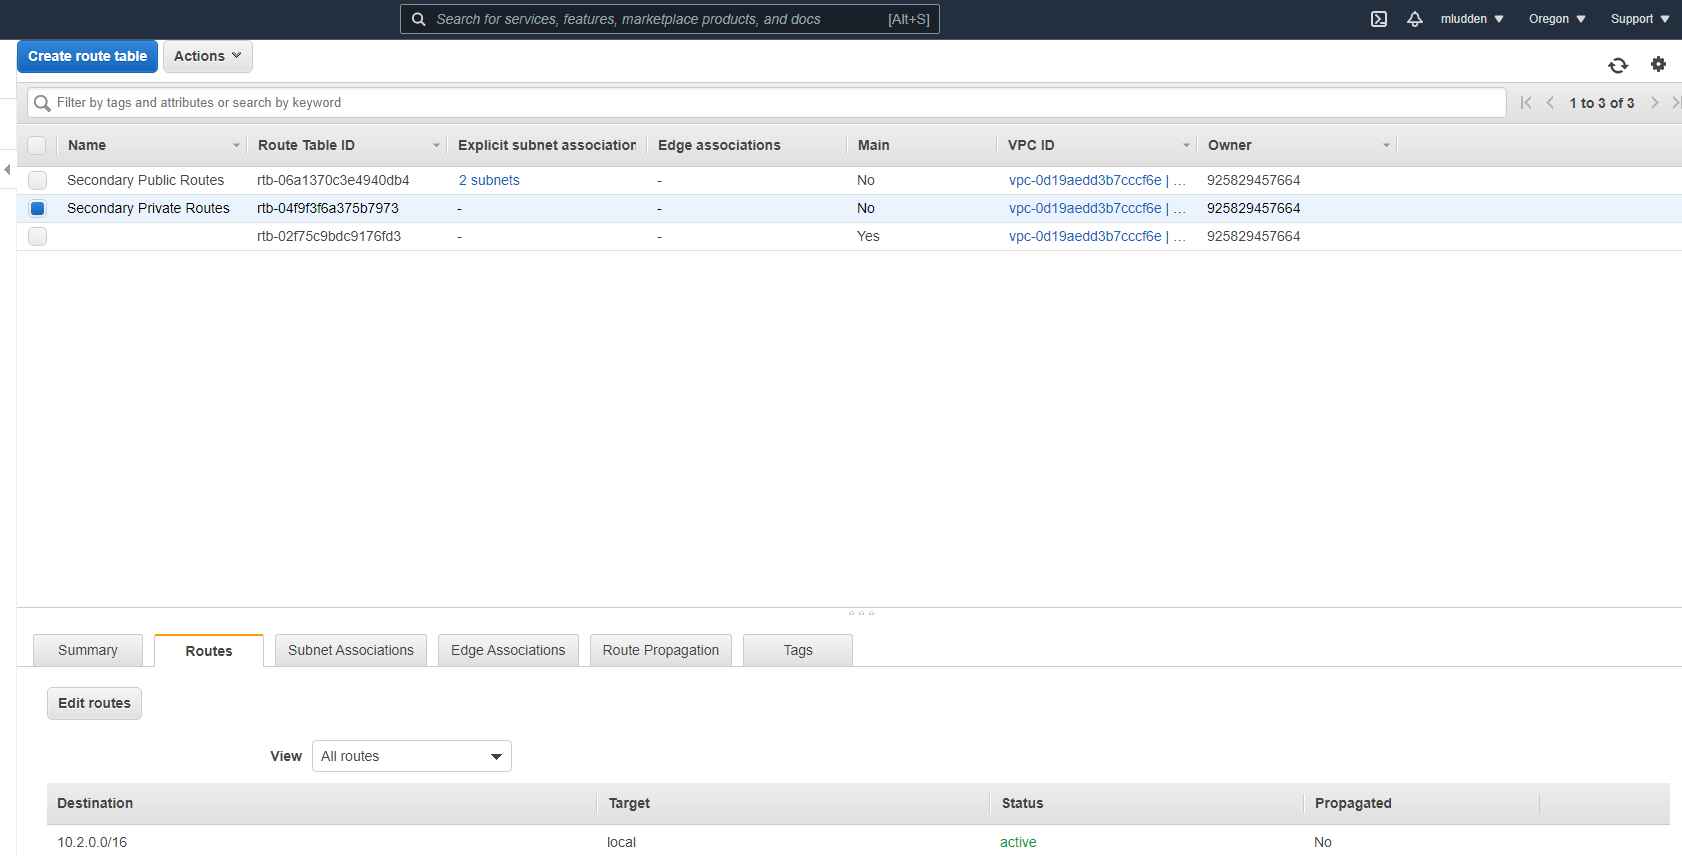 Search for services, features, marketplace products, and docs [Alt+S] mludden Oregon Support
Create route table Actions
Filter by tags and attributes or search by keyword 1 to 3 of 3
Name Route Table ID Explicit subnet association Edge associations Main VPC ID Owner
Secondary Public Routes rtb-06a1370c3e4940db4 2 subnets - No vpc-0d19aedd3b7cccf6e | ... 925829457664
Secondary Private Routes rtb-04f9f3f6a375b7973 - - No vpc-0d19aedd3b7cccf6e | ... 925829457664
rtb-02f75c9bdc9176fd3 - - Yes vpc-0d19aedd3b7cccf6e | ... 925829457664
Summary Routes Subnet Associations Edge Associations Route Propagation Tags
Edit routes
View All routes
Destination Target Status Propagated
10.2.0.0/16 local active No